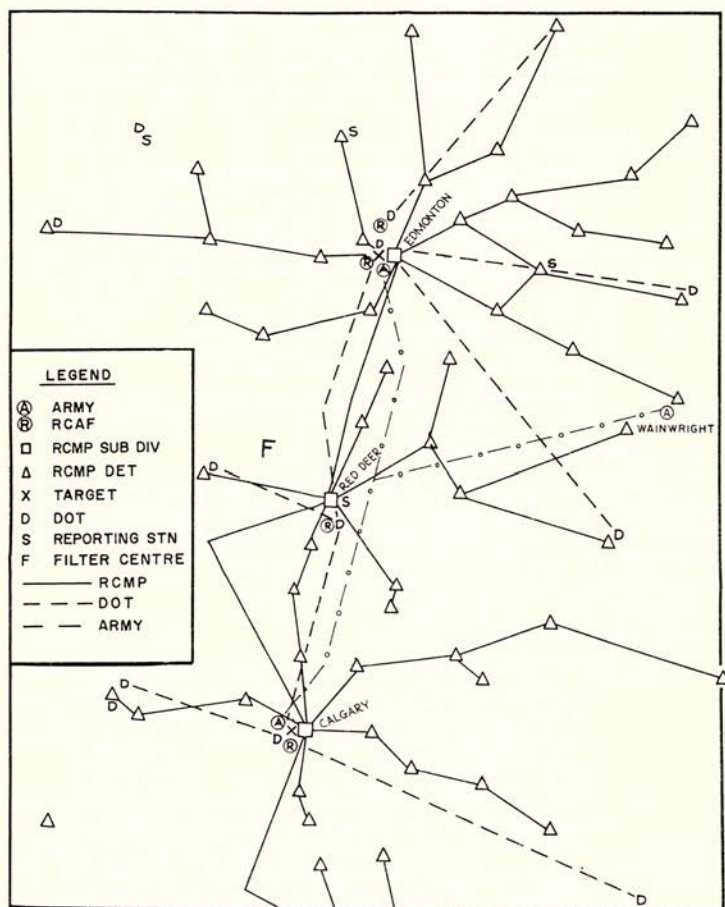 D
S
S
D
D
R
EDMONTON
D
R
A
S
D
LEGEND
A ARMY
R RCAF
RCMP SUB DIV
RCMP DET
X TARGET
D DOT
S REPORTING STN
F FILTER CENTRE
RCMP
DOT
ARMY
A
WAINWRIGHT
F
D
RED DEER
S
R
D
D
D
D
A
CALGARY
X
D
R
D